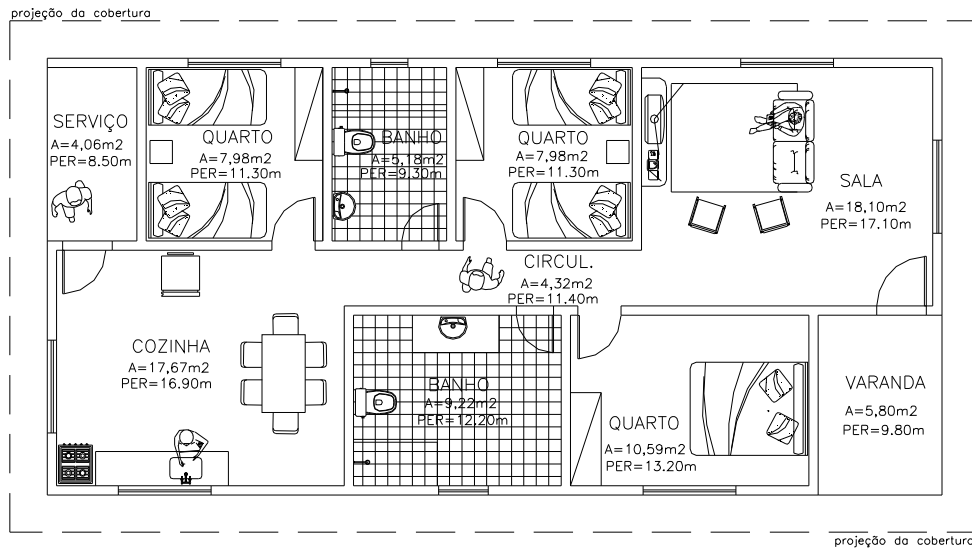 projeção da cobertura
SERVIÇO
A=4,06m2
PER=8.50m
QUARTO
A=7,98m2
PER=11.30m
BANHO
A=5,18m2
PER=9.30m
QUARTO
A=7,98m2
PER=11.30m
SALA
A=18,10m2
PER=17.10m
CIRCUL.
A=4,32m2
PER=11.40m
COZINHA
A=17,67m2
PER=16.90m
BANHO
A=9,22m2
PER=12.20m
QUARTO
A=10,59m2
PER=13.20m
VARANDA
A=5,80m2
PER=9.80m
projeção da cobertura